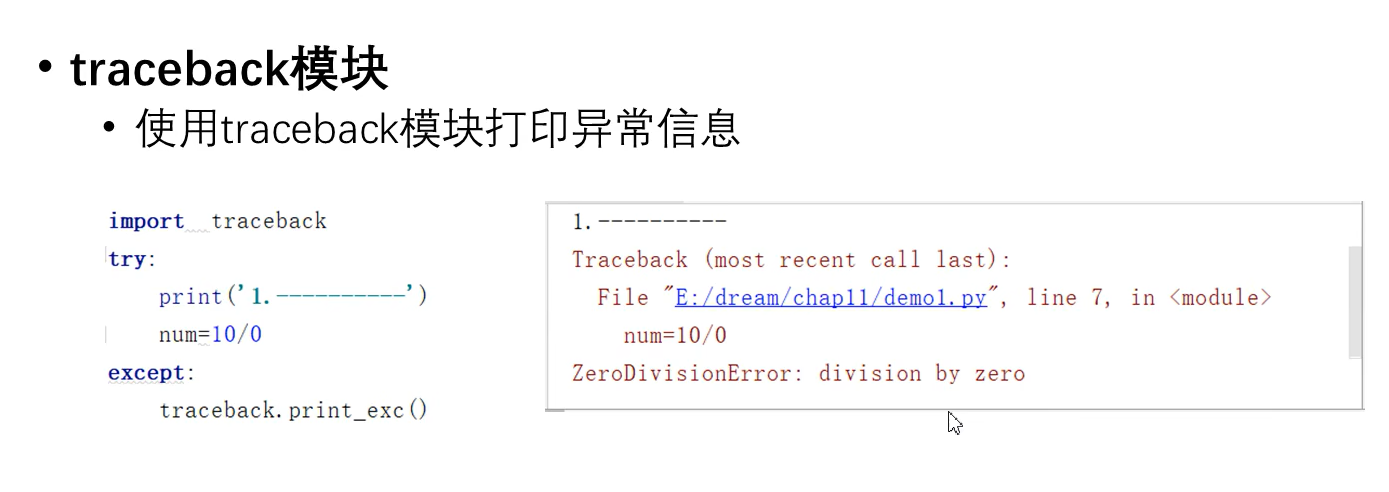 • traceback模块
• 使用traceback模块打印异常信息
import  traceback
try:
    print('1.----------')
    num=10/0
except:
    traceback.print_exc()
1.----------
Traceback (most recent call last):
  File "E:/dream/chap11/demo1.py", line 7, in <module>
    num=10/0
ZeroDivisionError: division by zero